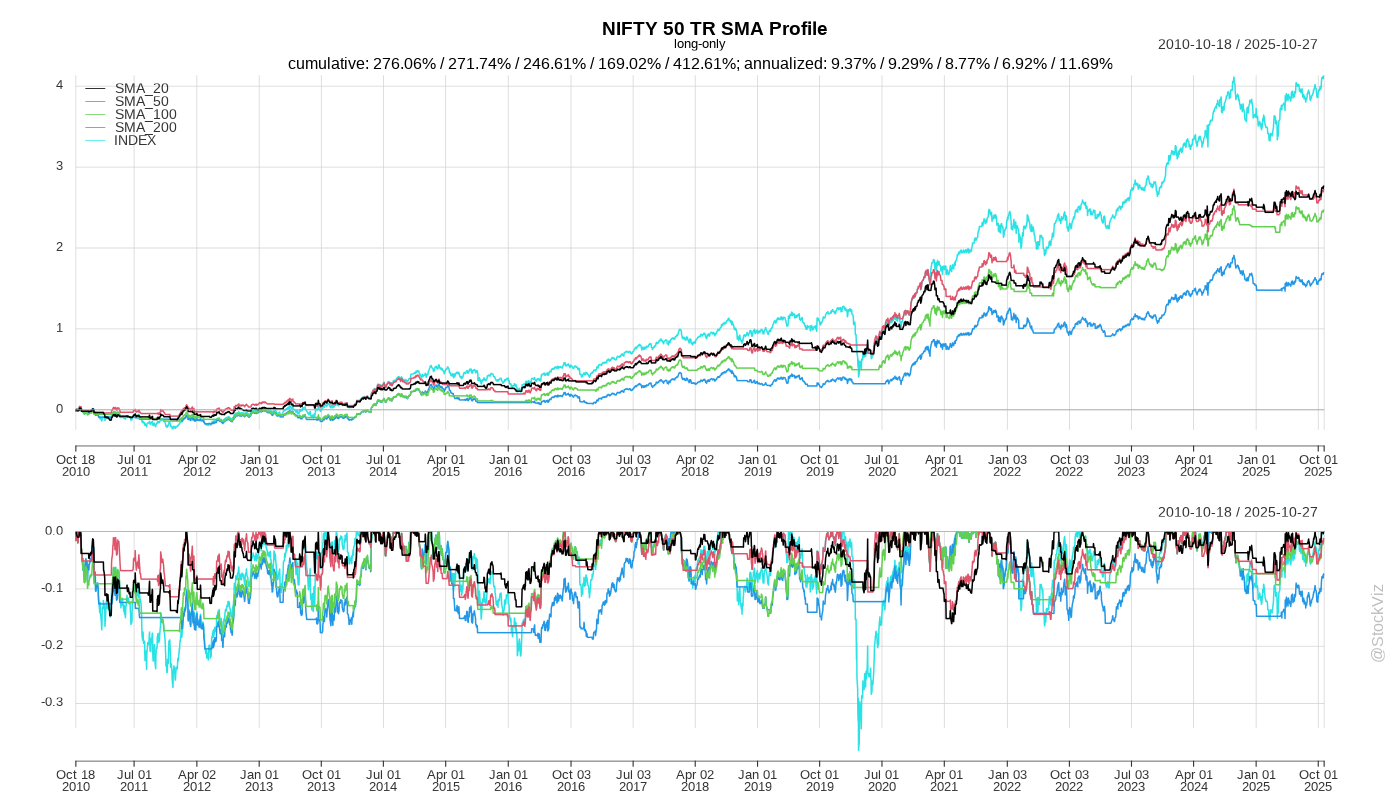 NIFTY 50 TR SMA Profile
long-only
2010-10-18 / 2025-10-27
cumulative: 276.06% / 271.74% / 246.61% / 169.02% / 412.61%; annualized: 9.37% / 9.29% / 8.77% / 6.92% / 11.69%
SMA_20
SMA_50
SMA_100
SMA_200
INDEX
4
3
2
1
0
Oct 18 Jul 01 Apr 02 Jan 01 Oct 01 Jul 01 Apr 01 Jan 01 Oct 03 Jul 03 Apr 02 Jan 01 Oct 01 Jul 01 Apr 01 Jan 03 Oct 03 Jul 03 Apr 01 Jan 01 Oct 01
2010 2011 2012 2013 2013 2014 2015 2016 2016 2017 2018 2019 2019 2020 2021 2022 2022 2023 2024 2025 2025
2010-10-18 / 2025-10-27
0.0
-0.1
-0.2
-0.3
Oct 18 Jul 01 Apr 02 Jan 01 Oct 01 Jul 01 Apr 01 Jan 01 Oct 03 Jul 03 Apr 02 Jan 01 Oct 01 Jul 01 Apr 01 Jan 03 Oct 03 Jul 03 Apr 01 Jan 01 Oct 01
2010 2011 2012 2013 2013 2014 2015 2016 2016 2017 2018 2019 2019 2020 2021 2022 2022 2023 2024 2025 2025
@StockViz